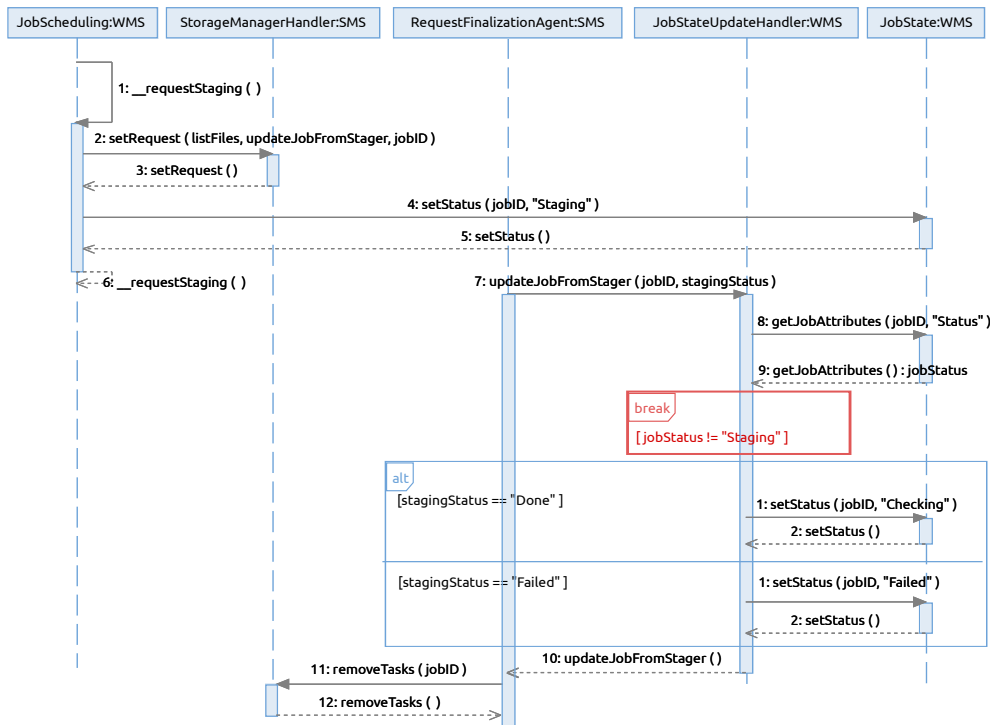 JobScheduling:WMS
StorageManagerHandler:SMS
RequestFinalizationAgent:SMS
JobStateUpdateHandler:WMS
JobState:WMS
1: __requestStaging ( )
2: setRequest ( listFiles, updateJobFromStager, jobID )
3: setRequest ( )
4: setStatus ( jobID, "Staging" )
5: setStatus ( )
6: __requestStaging ( )
7: updateJobFromStager ( jobID, stagingStatus )
8: getJobAttributes ( jobID, "Status" )
9: getJobAttributes ( ) : jobStatus
break
[ jobStatus != "Staging" ]
alt
[stagingStatus == "Done" ]
1: setStatus ( jobID, "Checking" )
2: setStatus ( )
[stagingStatus == "Failed" ]
1: setStatus ( jobID, "Failed" )
2: setStatus ( )
10: updateJobFromStager ( )
11: removeTasks ( jobID )
12: removeTasks ( )